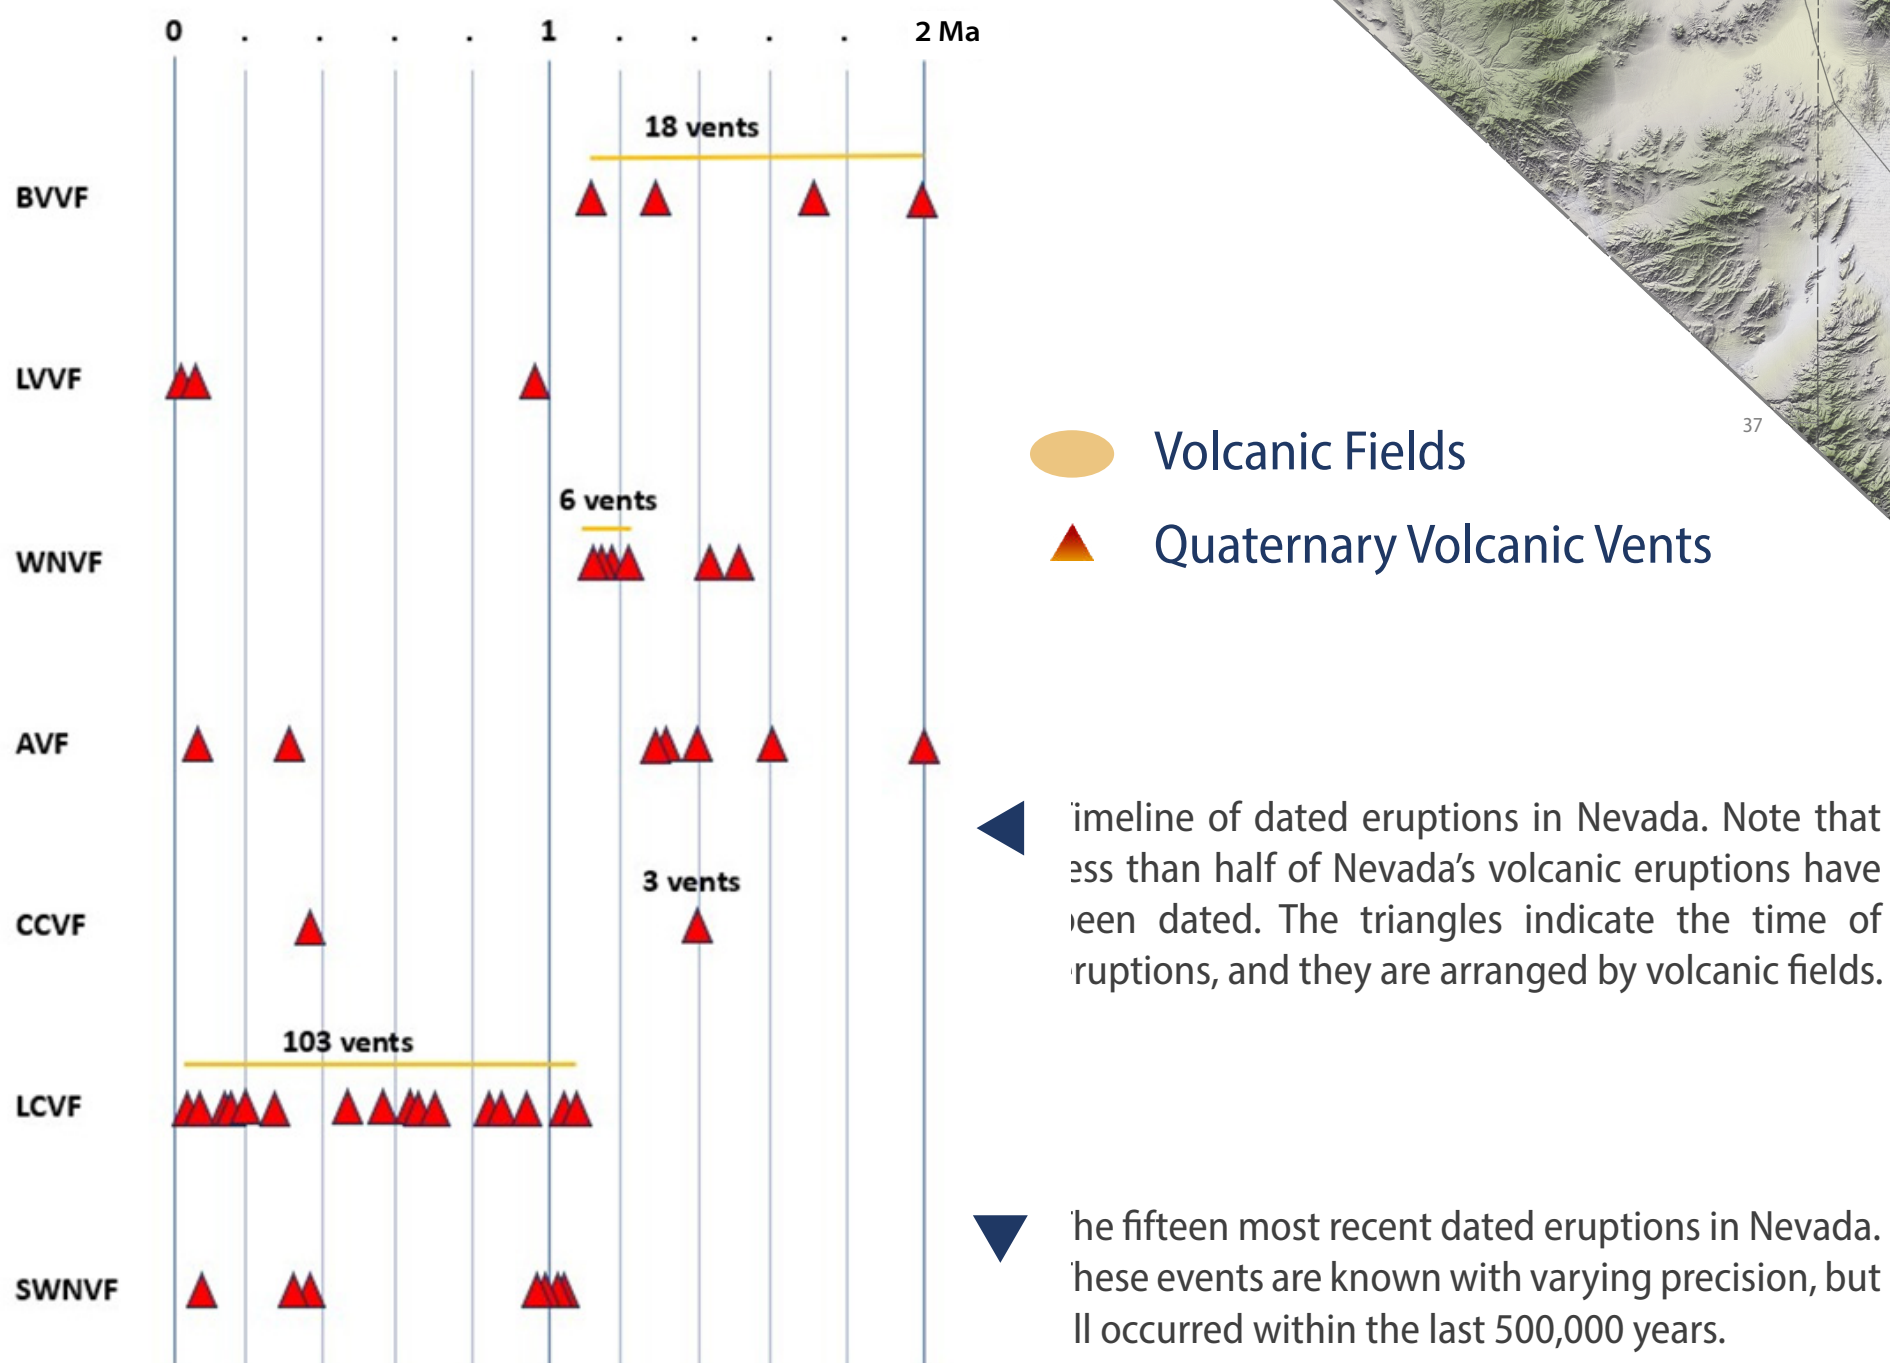 0 . . . . 1 . . . . 2 Ma
18 vents
BVVF
LVVF
6 vents
WNVF
AVF
3 vents
CCVF
103 vents
LCVF
SWNVF
37
Volcanic Fields
Quaternary Volcanic Vents
imeline of dated eruptions in Nevada. Note that
ess than half of Nevada's volcanic eruptions have
een dated. The triangles indicate the time of
ruptions, and they are arranged by volcanic fields.
he fifteen most recent dated eruptions in Nevada.
hese events are known with varying precision, but
ll occurred within the last 500,000 years.